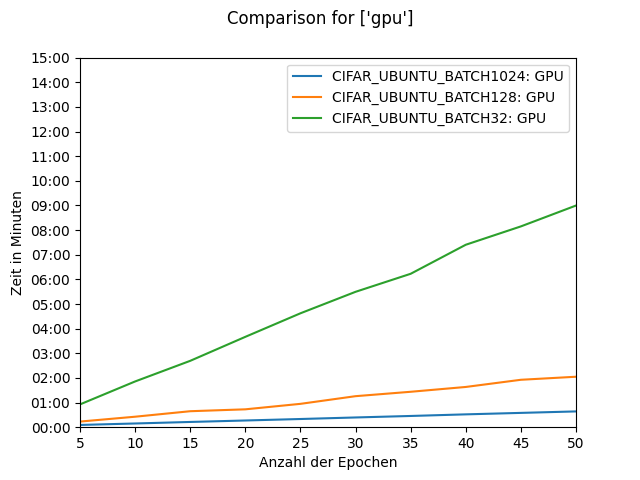 Comparison for ['gpu']
Zeit in Minuten
15:00
14:00
13:00
12:00
11:00
10:00
09:00
08:00
07:00
06:00
05:00
04:00
03:00
02:00
01:00
00:00
CIFAR_UBUNTU_BATCH1024: GPU
CIFAR_UBUNTU_BATCH128: GPU
CIFAR_UBUNTU_BATCH32: GPU
5 10 15 20 25 30 35 40 45 50
Anzahl der Epochen